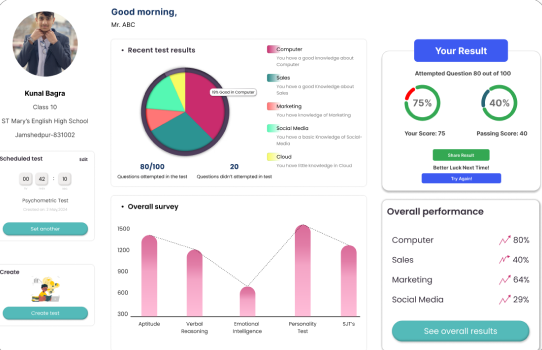 Good morning,
Mr. ABC
Kunal Bagra
Class 10
ST Mary's English High School
Jamshedpur-831002
Scheduled test
edit
00 : 42 : 10
Psychometric Test
Set another
Create
Create test
• Recent test results
10% Good in Computer
80/100
Questions attempted in the test
20
Questions didn't attempted in test
Computer
You have a good knowledge about
Computer
Sales
You have a good knowledge about
Sales
Marketing
You have knowledge of Marketing
Social Media
You have a basic Knowledge of Social-
Media
Cloud
You have little knowledge in Cloud
• Overall survey
1500
1200
900
600
300
Aptitude
Verbal
Reasoning
Emotional
Intelligence
Personality
Test
SJT's
Your Result
Attempted Question 80 out of 100
75%
40%
Your Score: 75
Passing Score: 40
Share Result
Better Luck Next Time!
Try Again!
Overall performance
Computer 80%
Sales 40%
Marketing 64%
Social Media 29%
See overall results